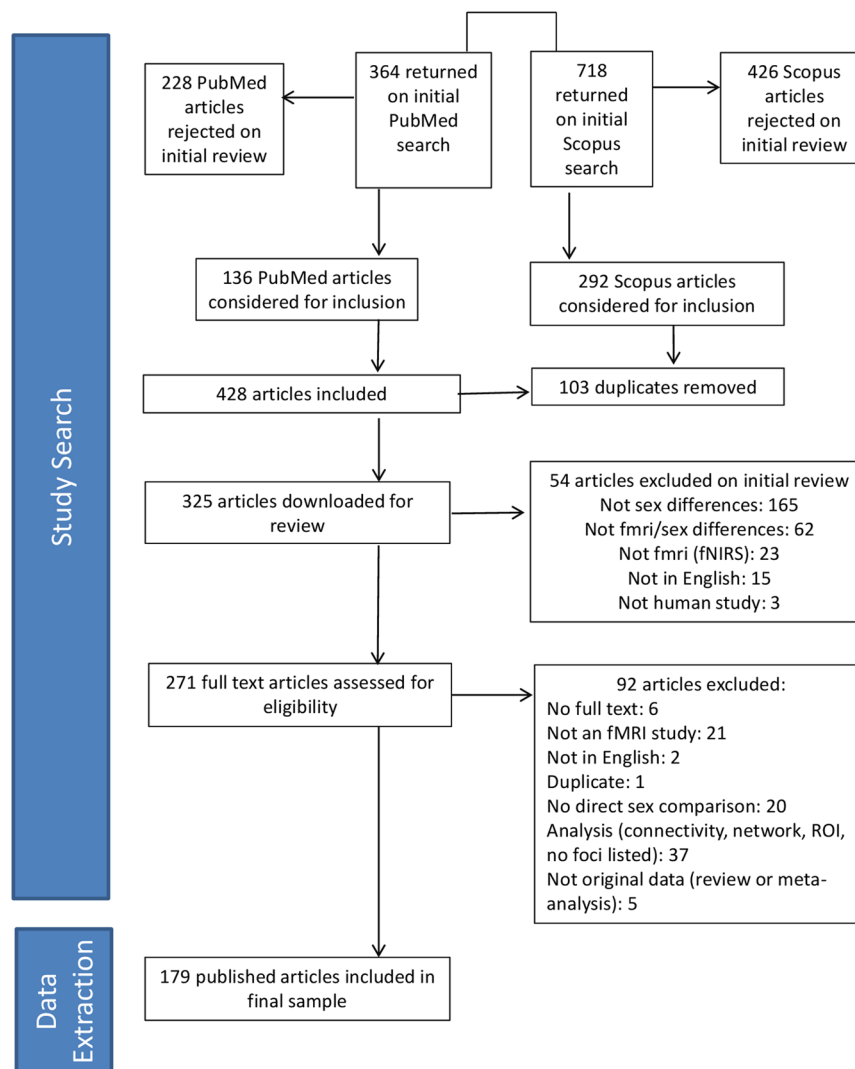 Study Search
228 PubMed
articles
rejected on
initial review
364 returned
on initial
PubMed
search
718
returned
on initial
Scopus
search
426 Scopus
articles
rejected on
initial review
136 PubMed articles
considered for inclusion
292 Scopus articles
considered for inclusion
428 articles included
103 duplicates removed
325 articles downloaded for
review
54 articles excluded on initial review
Not sex differences: 165
Not fmri/sex differences: 62
Not fmri (fNIRS): 23
Not in English: 15
Not human study: 3
271 full text articles assessed for
eligibility
92 articles excluded:
No full text: 6
Not an fMRI study: 21
Not in English: 2
Duplicate: 1
No direct sex comparison: 20
Analysis (connectivity, network, ROI,
no foci listed): 37
Not original data (review or meta-
analysis): 5
Data
Extraction
179 published articles included in
final sample